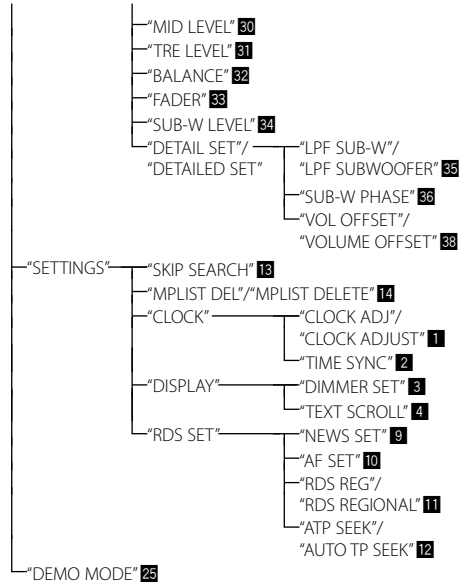 “MID LEVEL” 30
“TRE LEVEL” 31
“BALANCE” 32
“FADER” 33
“SUB-W LEVEL” 34
“DETAIL SET”/
“DETAILED SET”
“LPF SUB-W”/
“LPF SUBWOOFER” 35
“SUB-W PHASE” 36
“VOL OFFSET”/
“VOLUME OFFSET” 38
“SETTINGS”
“SKIP SEARCH” 13
“MPLIST DEL”/“MPLIST DELETE” 14
“CLOCK”
“CLOCK ADJ”/
“CLOCK ADJUST” 1
“TIME SYNC” 2
“DISPLAY”
“DIMMER SET” 3
“TEXT SCROLL” 4
“RDS SET”
“NEWS SET” 9
“AF SET” 10
“RDS REG”/
“RDS REGIONAL” 11
“ATP SEEK”/
“AUTO TP SEEK” 12
“DEMO MODE” 25